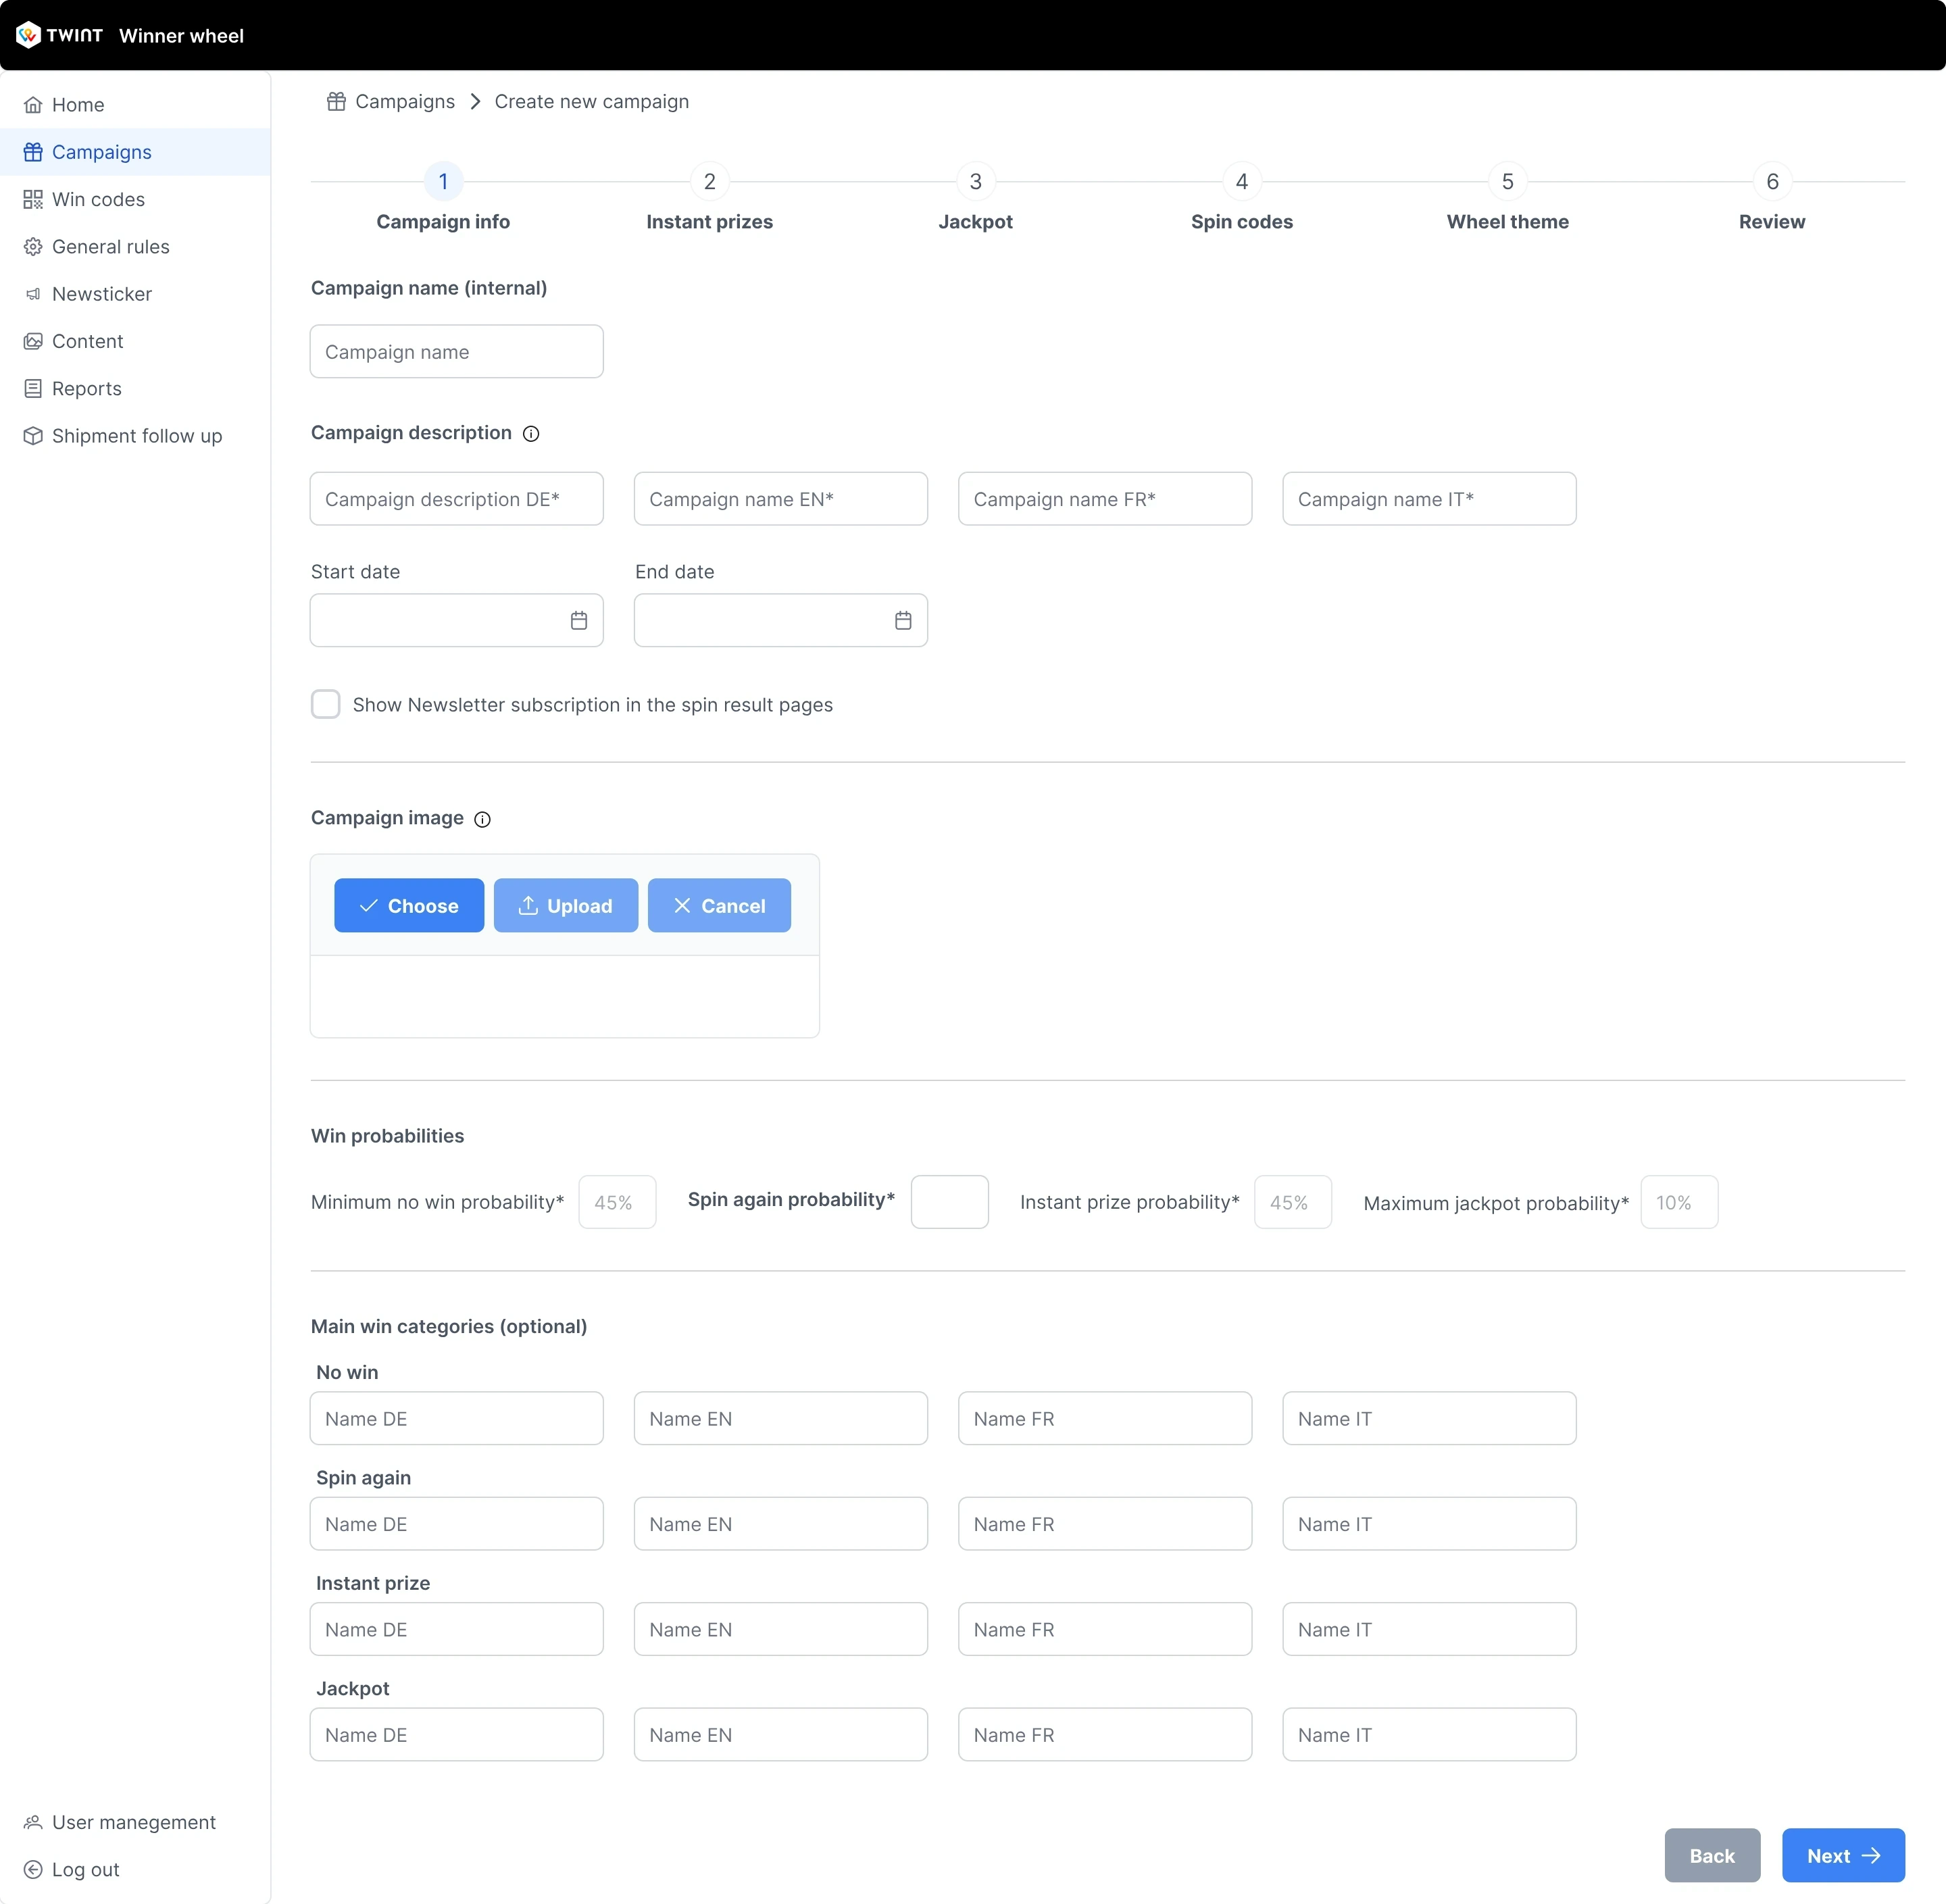 TWINT Winner wheel
Home
Campaigns
Win codes
General rules
Newsticker
Content
Reports
Shipment follow up
User manegement
Log out
Campaigns > Create new campaign
1 2 3 4 5 6
Campaign info Instant prizes Jackpot Spin codes Wheel theme Review
Campaign name (internal)
Campaign name
Campaign description
Campaign description DE* Campaign name EN* Campaign name FR* Campaign name IT*
Start date End date
Show Newsletter subscription in the spin result pages
Campaign image
Choose Upload Cancel
Win probabilities
Minimum no win probability* 45% Spin again probability* Instant prize probability* 45% Maximum jackpot probability* 10%
Main win categories (optional)
No win
Name DE Name EN Name FR Name IT
Spin again
Name DE Name EN Name FR Name IT
Instant prize
Name DE Name EN Name FR Name IT
Jackpot
Name DE Name EN Name FR Name IT
Back Next